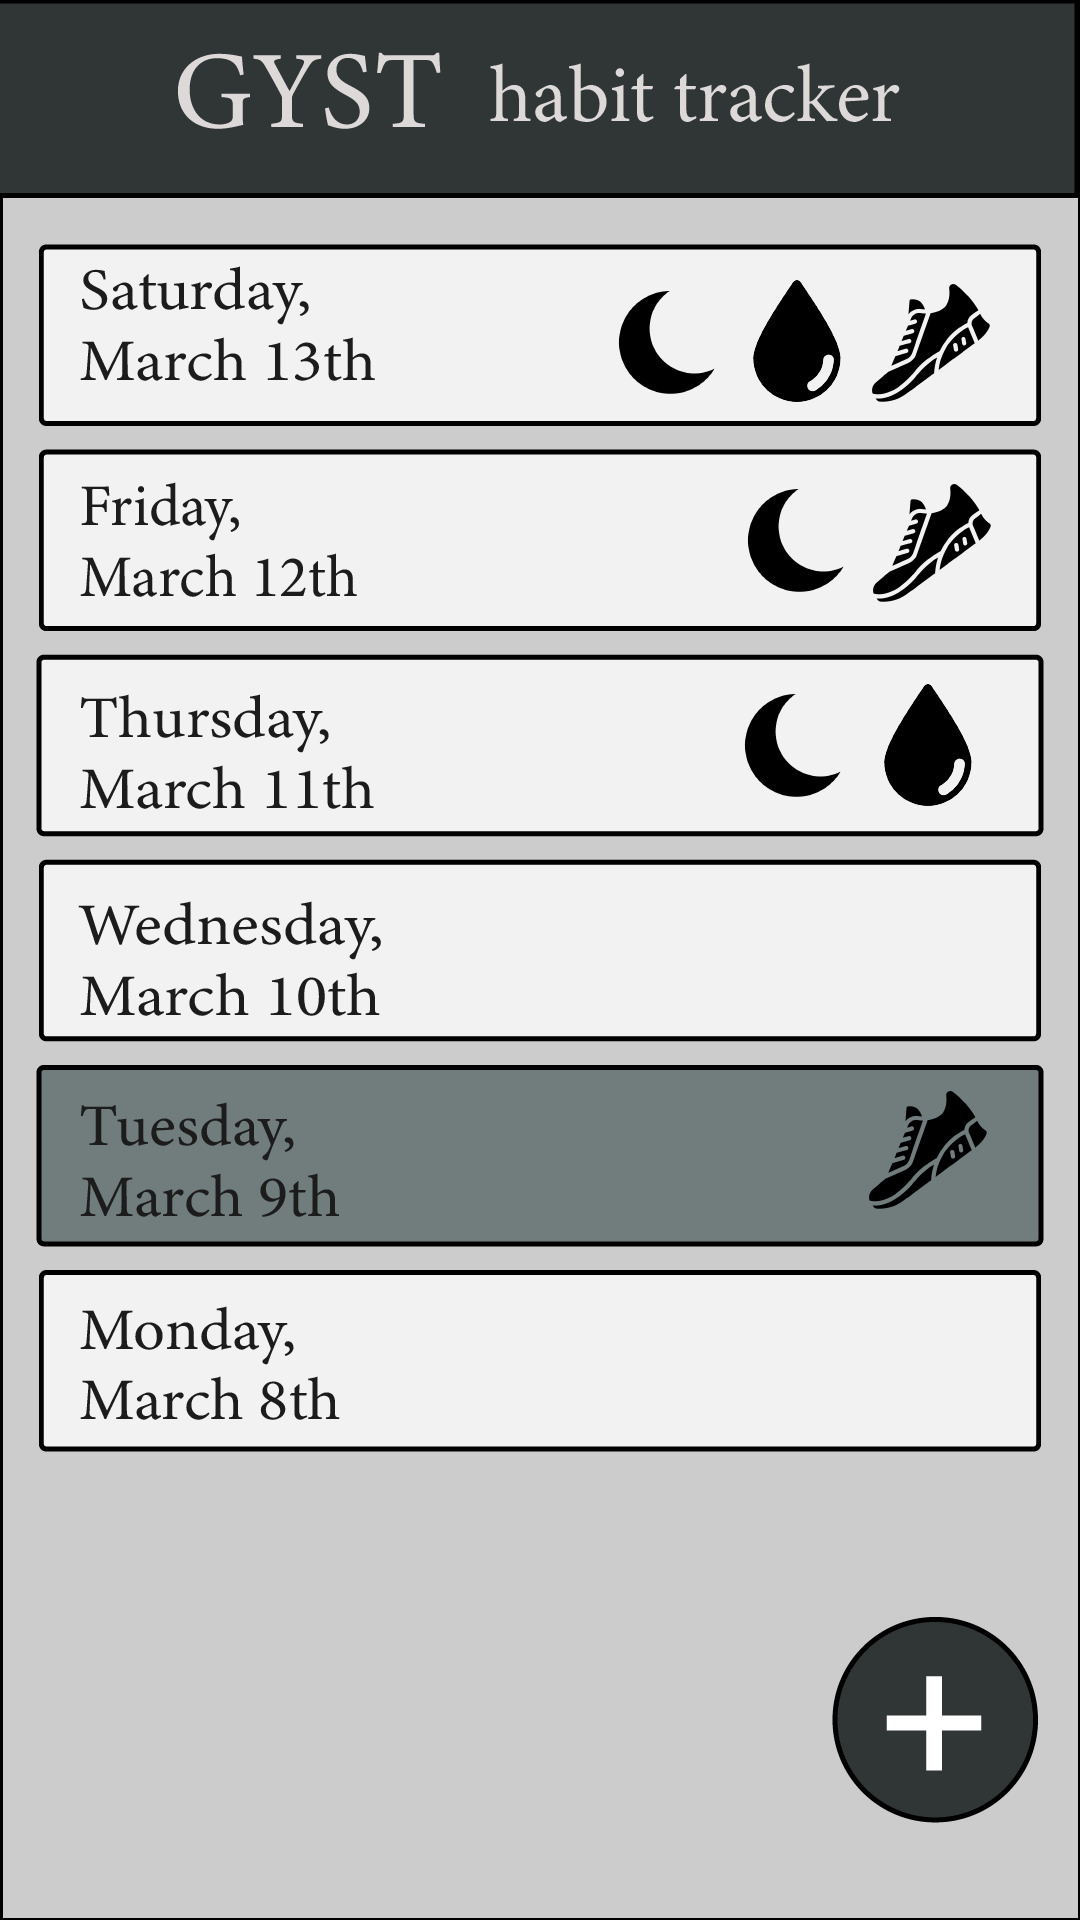 GYST habit tracker
Saturday,
March 13th
Friday,
March 12th
Thursday,
March 11th
Wednesday,
March 10th
Tuesday,
March 9th
Monday,
March 8th
+